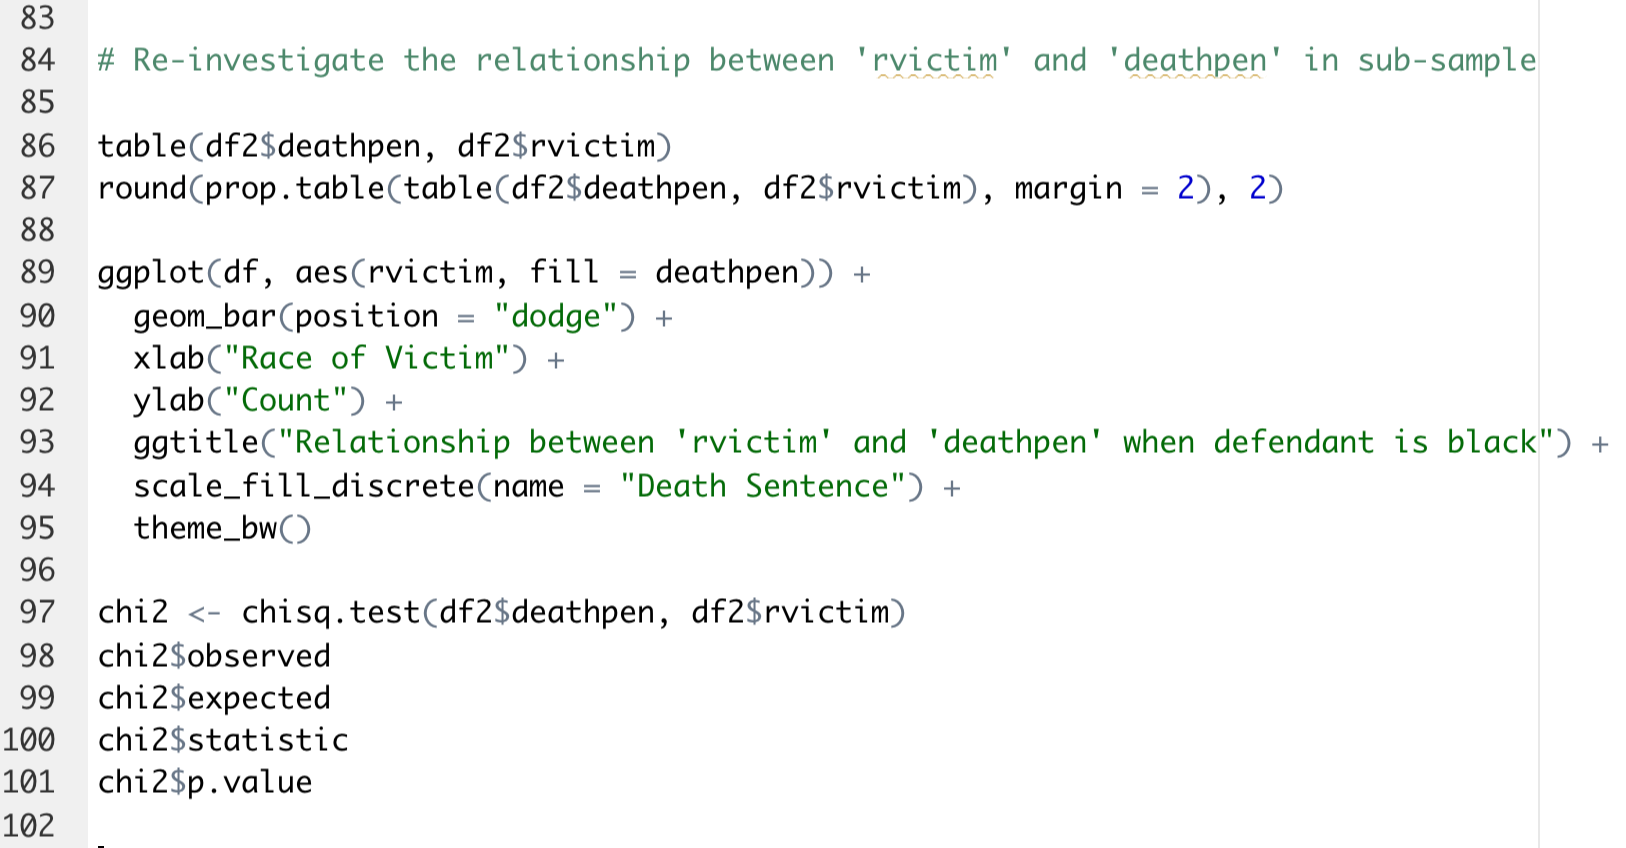 83
84 # Re-investigate the relationship between 'rvictim' and 'deathpen' in sub-sample
85
86 table(df2$deathpen, df2$rvictim)
87 round(prop.table(table(df2$deathpen, df2$rvictim), margin = 2), 2)
88
89 ggplot(df, aes(rvictim, fill = deathpen)) +
90   geom_bar(position = "dodge") +
91   xlab("Race of Victim") +
92   ylab("Count") +
93   ggtitle("Relationship between 'rvictim' and 'deathpen' when defendant is black") +
94   scale_fill_discrete(name = "Death Sentence") +
95   theme_bw()
96
97 chi2 <- chisq.test(df2$deathpen, df2$rvictim)
98 chi2$observed
99 chi2$expected
100 chi2$statistic
101 chi2$p.value
102